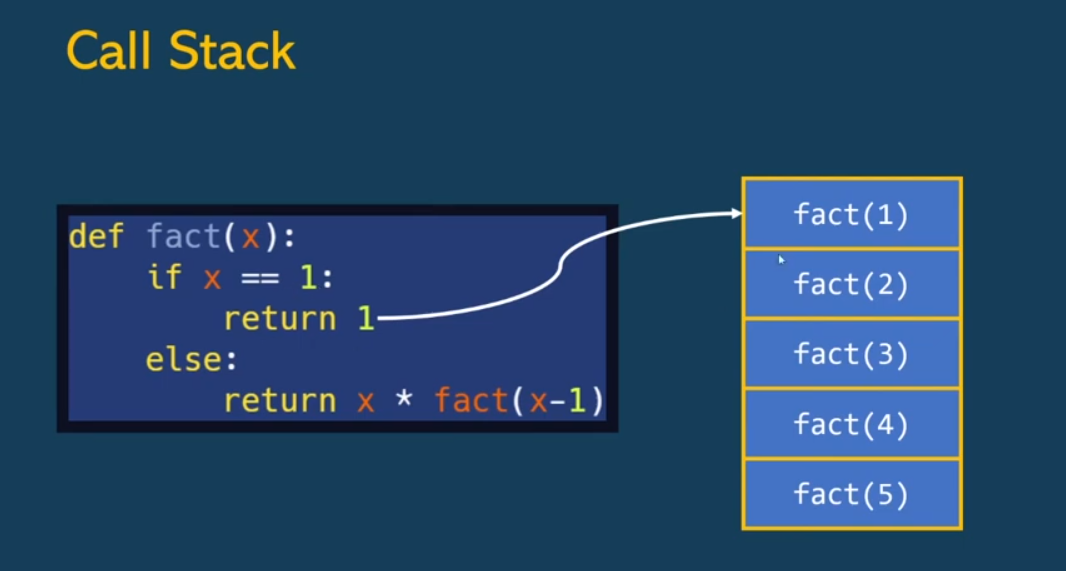 Call Stack
def fact(x):
    if x == 1:
        return 1
    else:
        return x * fact(x-1)
fact(1)
fact(2)
fact(3)
fact(4)
fact(5)